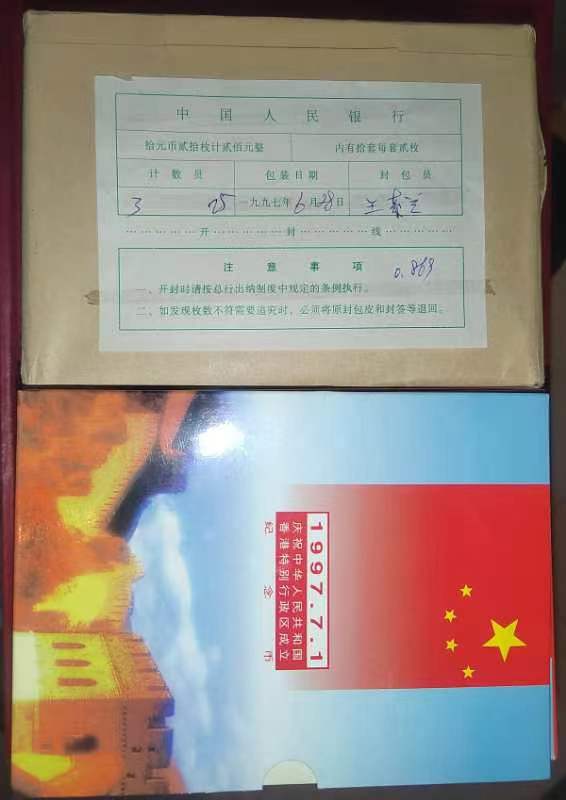 中国人民银行
拾元币贰拾枚计贰佰元整 内有拾套每套贰枚
计数员 包装日期 封包员
3 25 一九九七年6月28日
开封线
注意事项
0.869
一、开封时请按总行出纳制度中规定的条例执行。
二、如发现枚数不符需要追究时，必须将原封包皮和封签等退回。
1997.7.1
庆祝中华人民共和国
香港特别行政区成立
纪念币